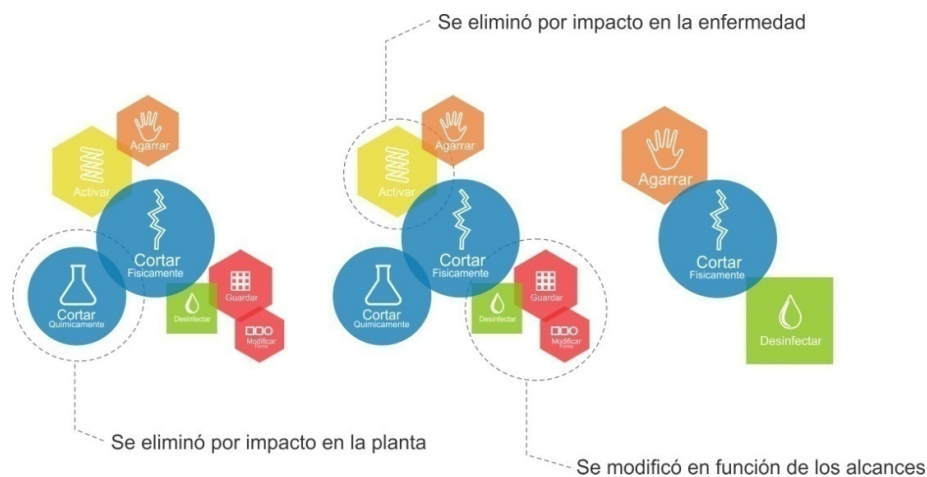 Se eliminó por impacto en la enfermedad
Agarrar
Activar
Cortar
Fisicamente
Cortar
Quimicamente
Guardar
Desinfectar
Modificar
Forma
Agarrar
Activar
Cortar
Fisicamente
Cortar
Quimicamente
Guardar
Desinfectar
Modificar
Forma
Agarrar
Cortar
Fisicamente
Desinfectar
Se eliminó por impacto en la planta
Se modificó en función de los alcances